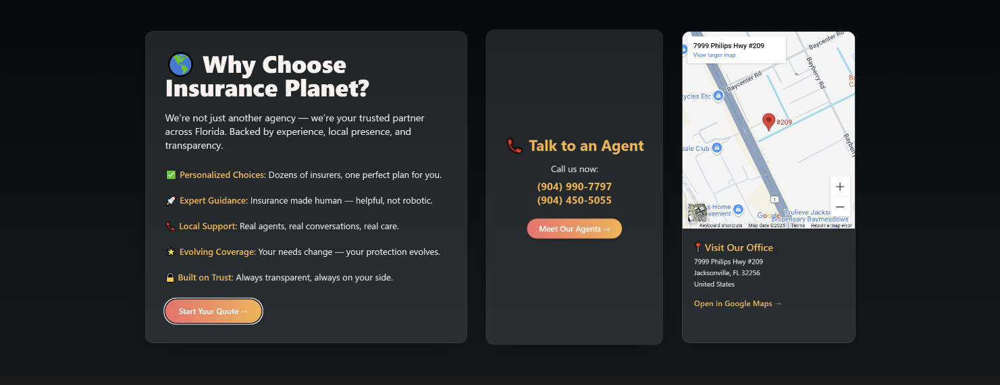 Why Choose
Insurance Planet?
We're not just another agency — we're your trusted partner
across Florida. Backed by experience, local presence, and
transparency.
Personalized Choices: Dozens of insurers, one perfect plan for you.
Expert Guidance: Insurance made human — helpful, not robotic.
Local Support: Real agents, real conversations, real care.
Evolving Coverage: Your needs change — your protection evolves.
Built on Trust: Always transparent, always on your side.
Start Your Quote →
Talk to an Agent
Call us now:
(904) 990-7797
(904) 450-5055
Meet Our Agents →
7999 Philips Hwy #209
View larger map
Baycenter Rd
Bayberry Rd
Baycenter Rd
cycles Etc
#209
sale Club
Bayberry
1
s Home
vement
Google
Trulieve Jackso
Dispensary Baymeadows
Keyboard shortcuts
Map data ©2025
Terms
Report a map error
Visit Our Office
7999 Philips Hwy #209
Jacksonville, FL 32256
United States
Open in Google Maps →